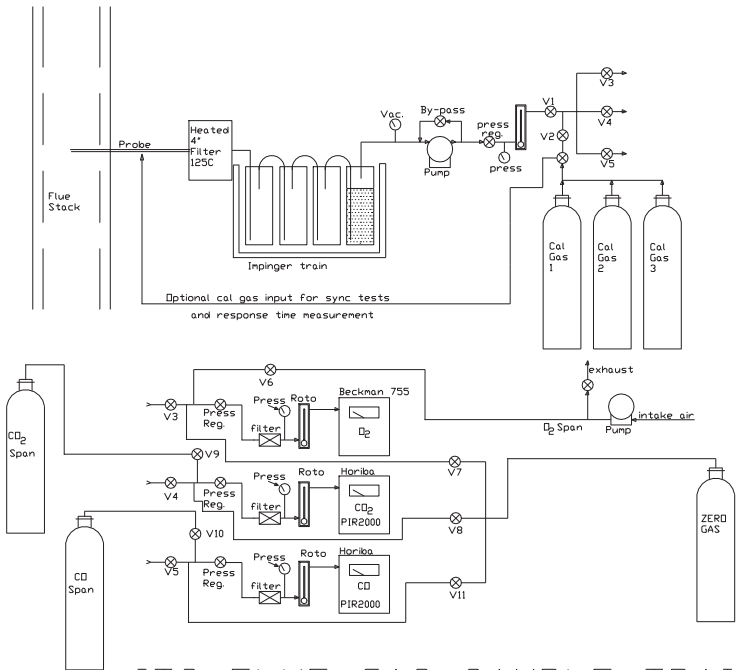 Flue
Stack
Probe
Heated
4"
Filter
125C
Impinger train
Vac.
By-pass
Pump
press
reg.
press
V1
V2
V3
V4
V5
Cal
Gas
1
Cal
Gas
2
Cal
Gas
3
Optional cal gas input for sync tests
and response time measurement
CO2
Span
V3
V6
Press
Reg.
Press
Roto
filter
Beckman 755
O2
exhaust
O2 Span
Pump
intake air
V9
V4
Press
Reg.
Press
Roto
filter
Horiba
CO2
PIR2000
V7
V8
ZERO
GAS
CO
Span
V10
V5
Press
Reg.
Press
Roto
filter
Horiba
CO
PIR2000
V11